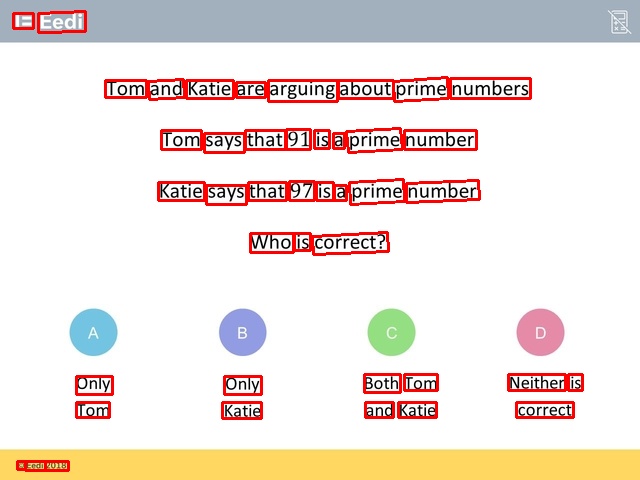 Eedi
Tom and Katie are arguing about prime numbers
Tom says that 91 is a prime number
Katie says that 97 is a prime number
Who is correct?
A B C D
Only Tom
Only Katie
Both Tom and Katie
Neither is correct
© Eedi 2018